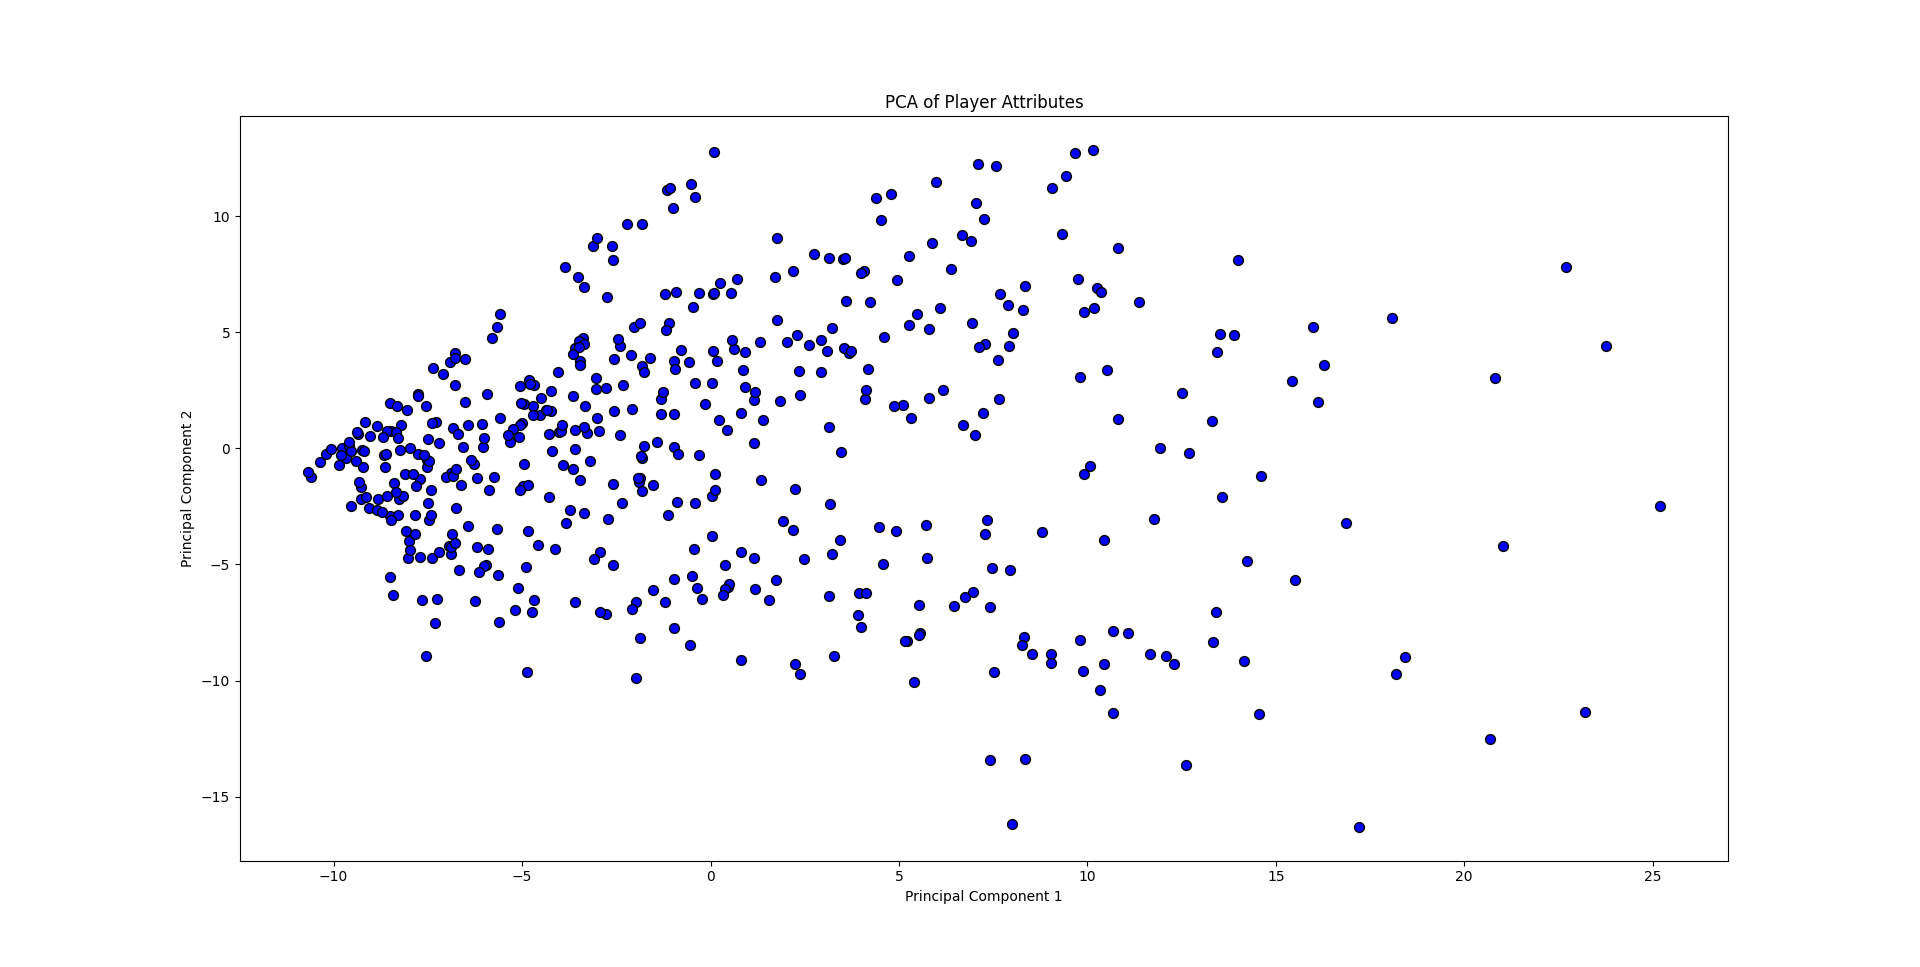 PCA of Player Attributes
Principal Component 2
10
5
0
−5
−10
−15
−10 −5 0 5 10 15 20 25
Principal Component 1